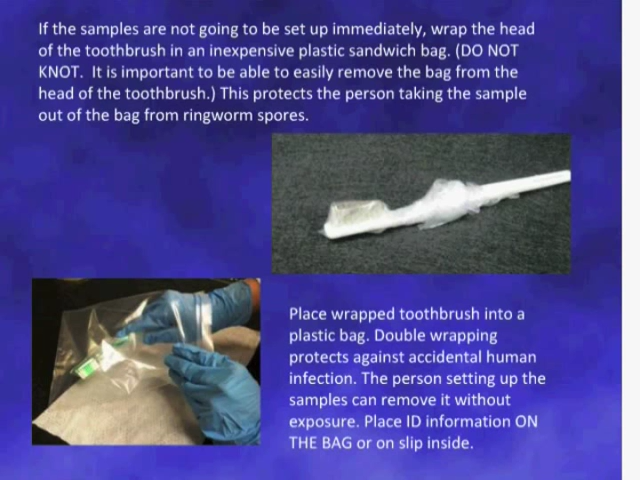 If the samples are not going to be set up immediately, wrap the head
of the toothbrush in an inexpensive plastic sandwich bag. (DO NOT
KNOT.  It is important to be able to easily remove the bag from the
head of the toothbrush.) This protects the person taking the sample
out of the bag from ringworm spores.
Place wrapped toothbrush into a
plastic bag. Double wrapping
protects against accidental human
infection. The person setting up the
samples can remove it without
exposure. Place ID information ON
THE BAG or on slip inside.